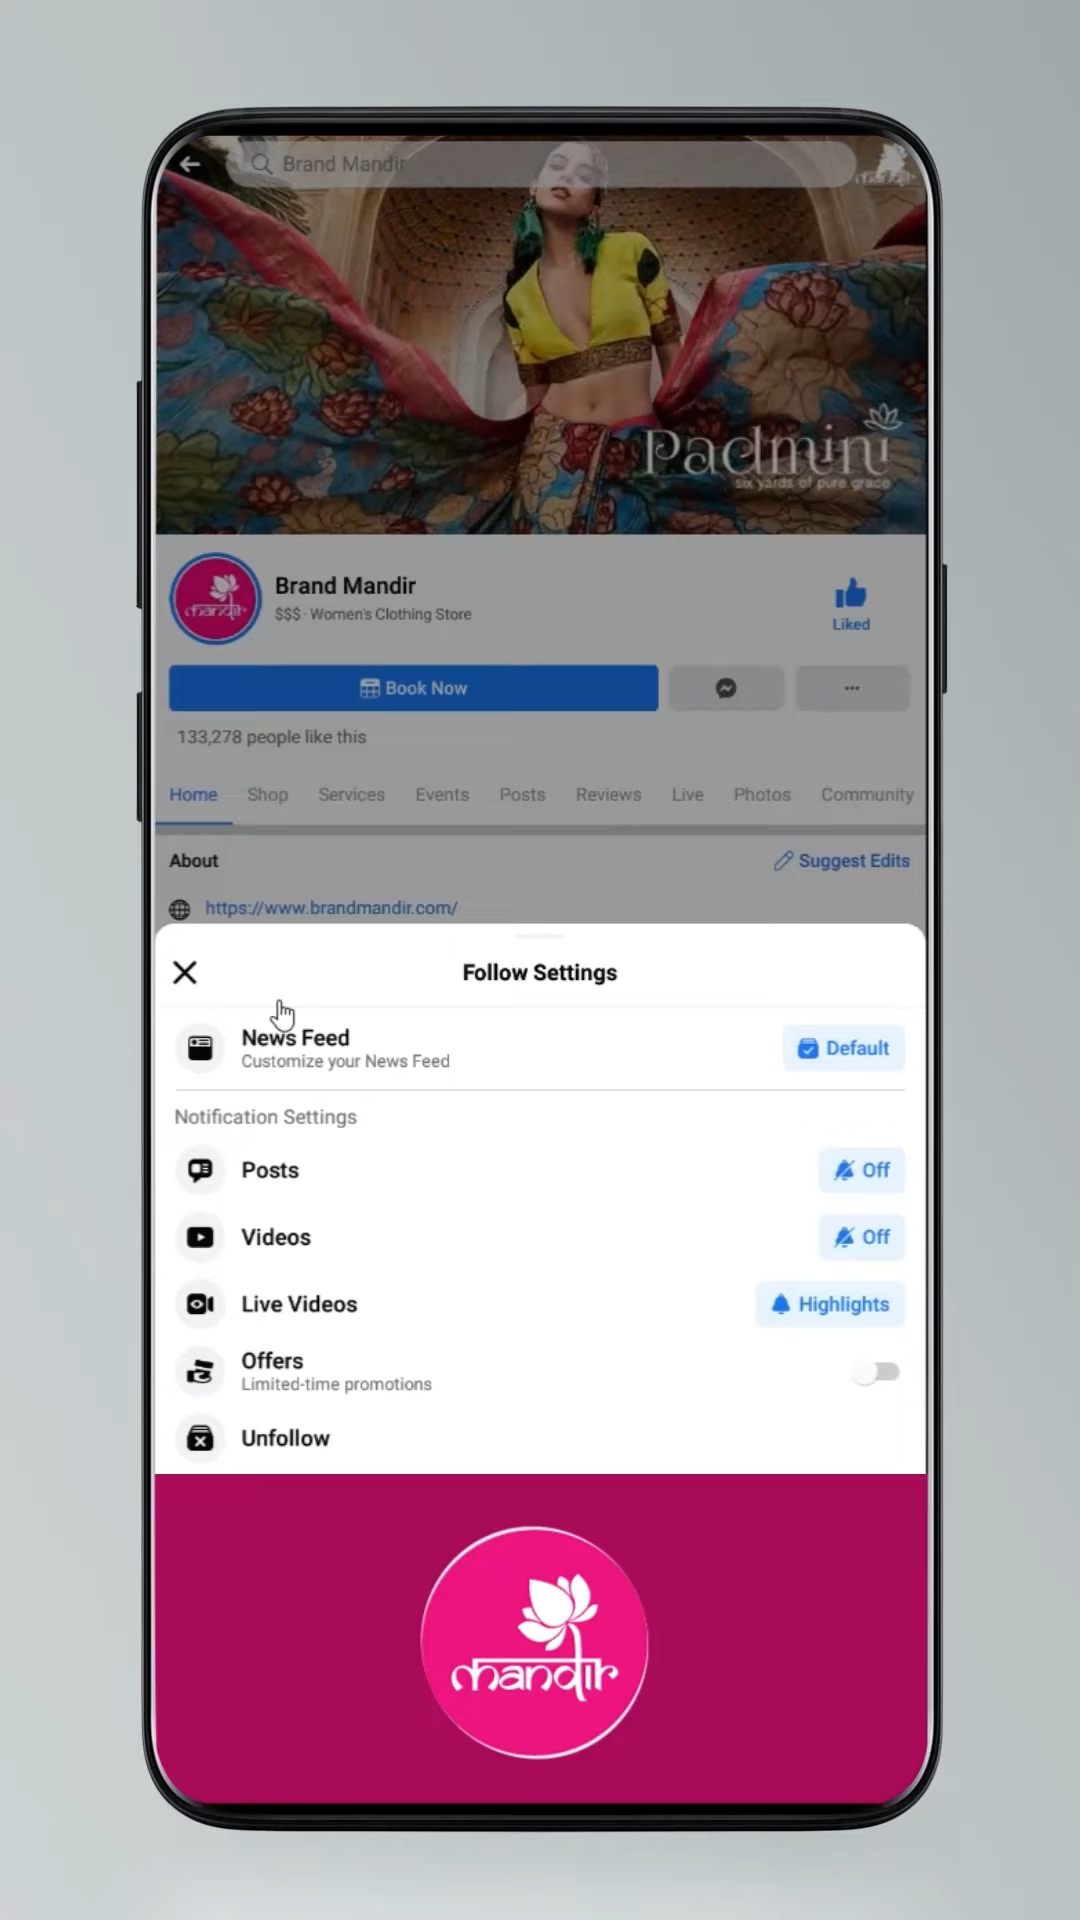 Brand Mandir
mandir
Padmini
six yards of pure grace
mandir
Brand Mandir
$$$ · Women's Clothing Store
Liked
Book Now
133,278 people like this
Home Shop Services Events Posts Reviews Live Photos Community
About
Suggest Edits
https://www.brandmandir.com/
Follow Settings
News Feed
Customize your News Feed
Default
Notification Settings
Posts
Off
Videos
Off
Live Videos
Highlights
Offers
Limited-time promotions
Unfollow
mandir